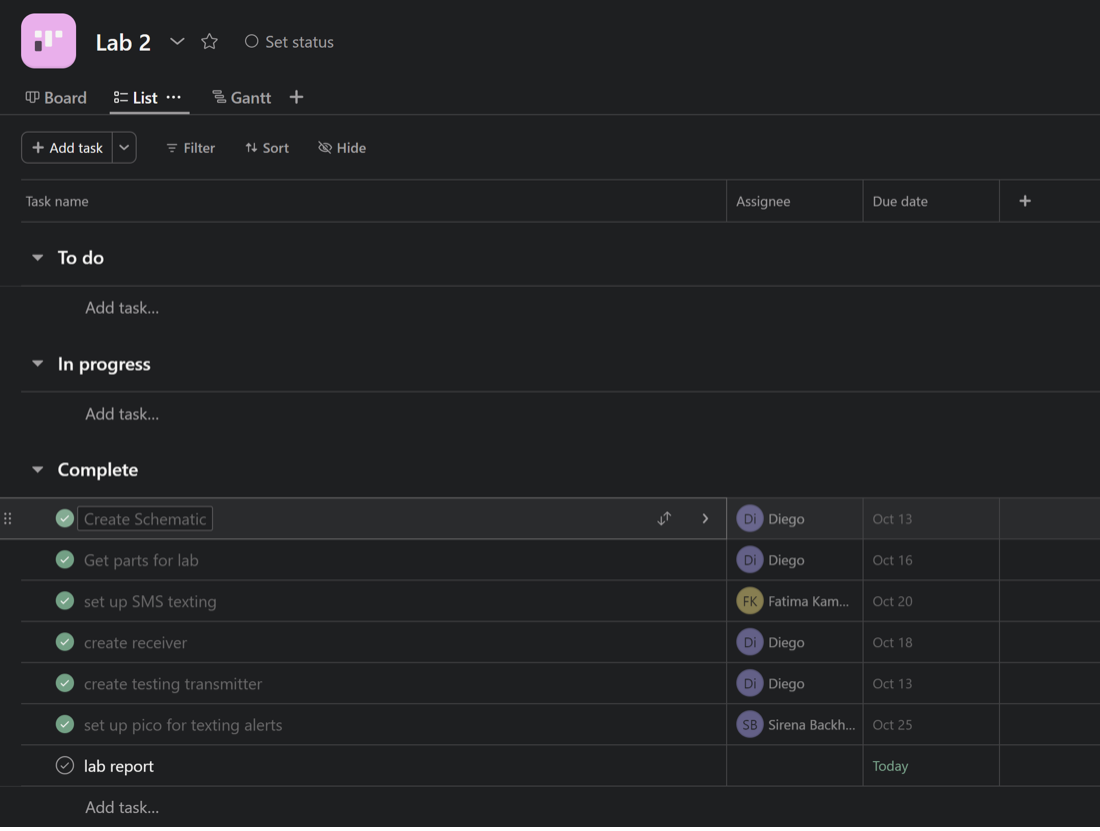 Lab 2 Set status
Board List ... Gantt +
+ Add task Filter Sort Hide
Task name Assignee Due date +
To do
Add task...
In progress
Add task...
Complete
Create Schematic Di Diego Oct 13
Get parts for lab Di Diego Oct 16
set up SMS texting FK Fatima Kam... Oct 20
create receiver Di Diego Oct 18
create testing transmitter Di Diego Oct 13
set up pico for texting alerts SB Sirena Backh... Oct 25
lab report Today
Add task...